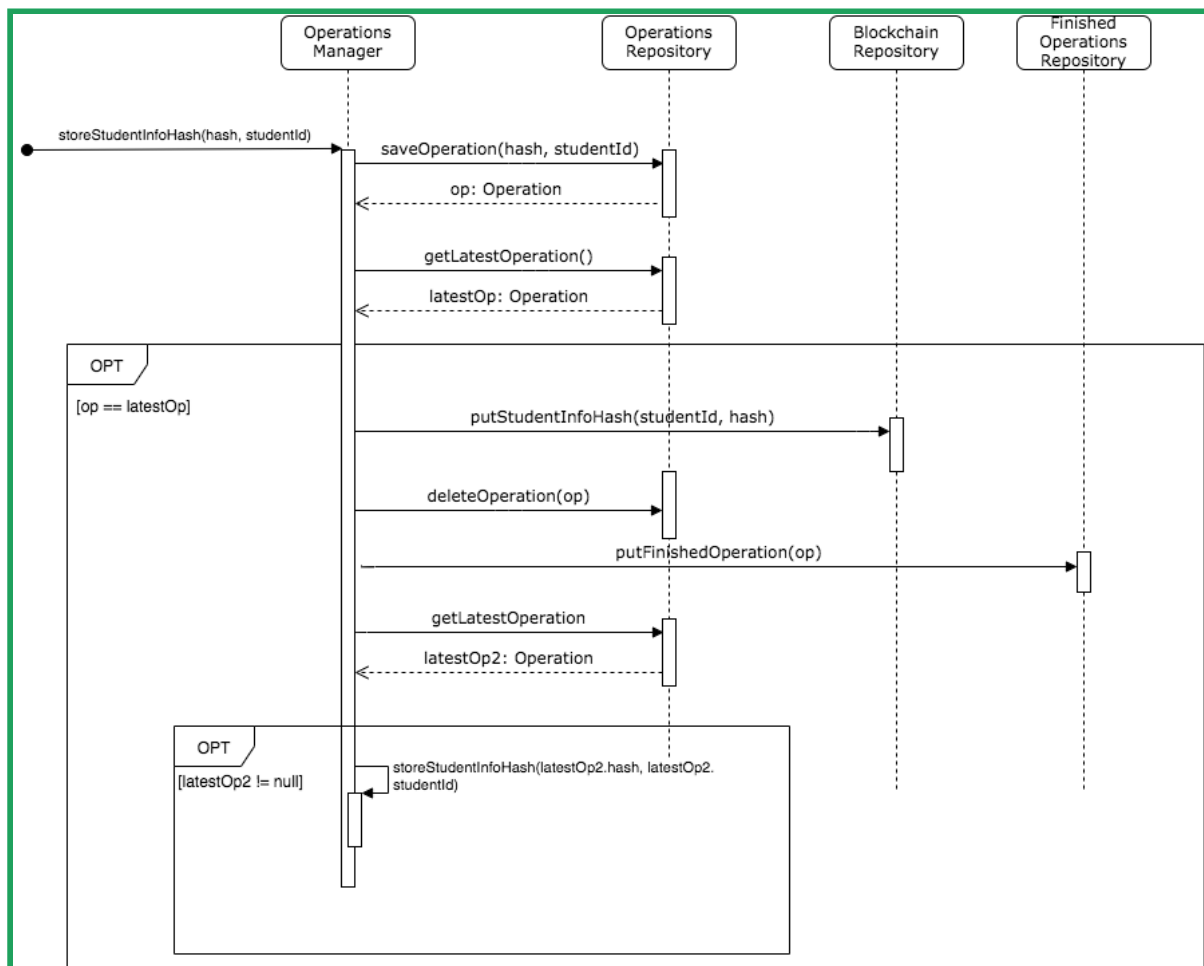 Operations
Manager
Operations
Repository
Blockchain
Repository
Finished
Operations
Repository
storeStudentInfoHash(hash, studentId)
saveOperation(hash, studentId)
op: Operation
getLatestOperation()
latestOp: Operation
OPT
[op == latestOp]
putStudentInfoHash(studentId, hash)
deleteOperation(op)
putFinishedOperation(op)
getLatestOperation
latestOp2: Operation
OPT
[latestOp2 != null]
storeStudentInfoHash(latestOp2.hash, latestOp2.
studentId)